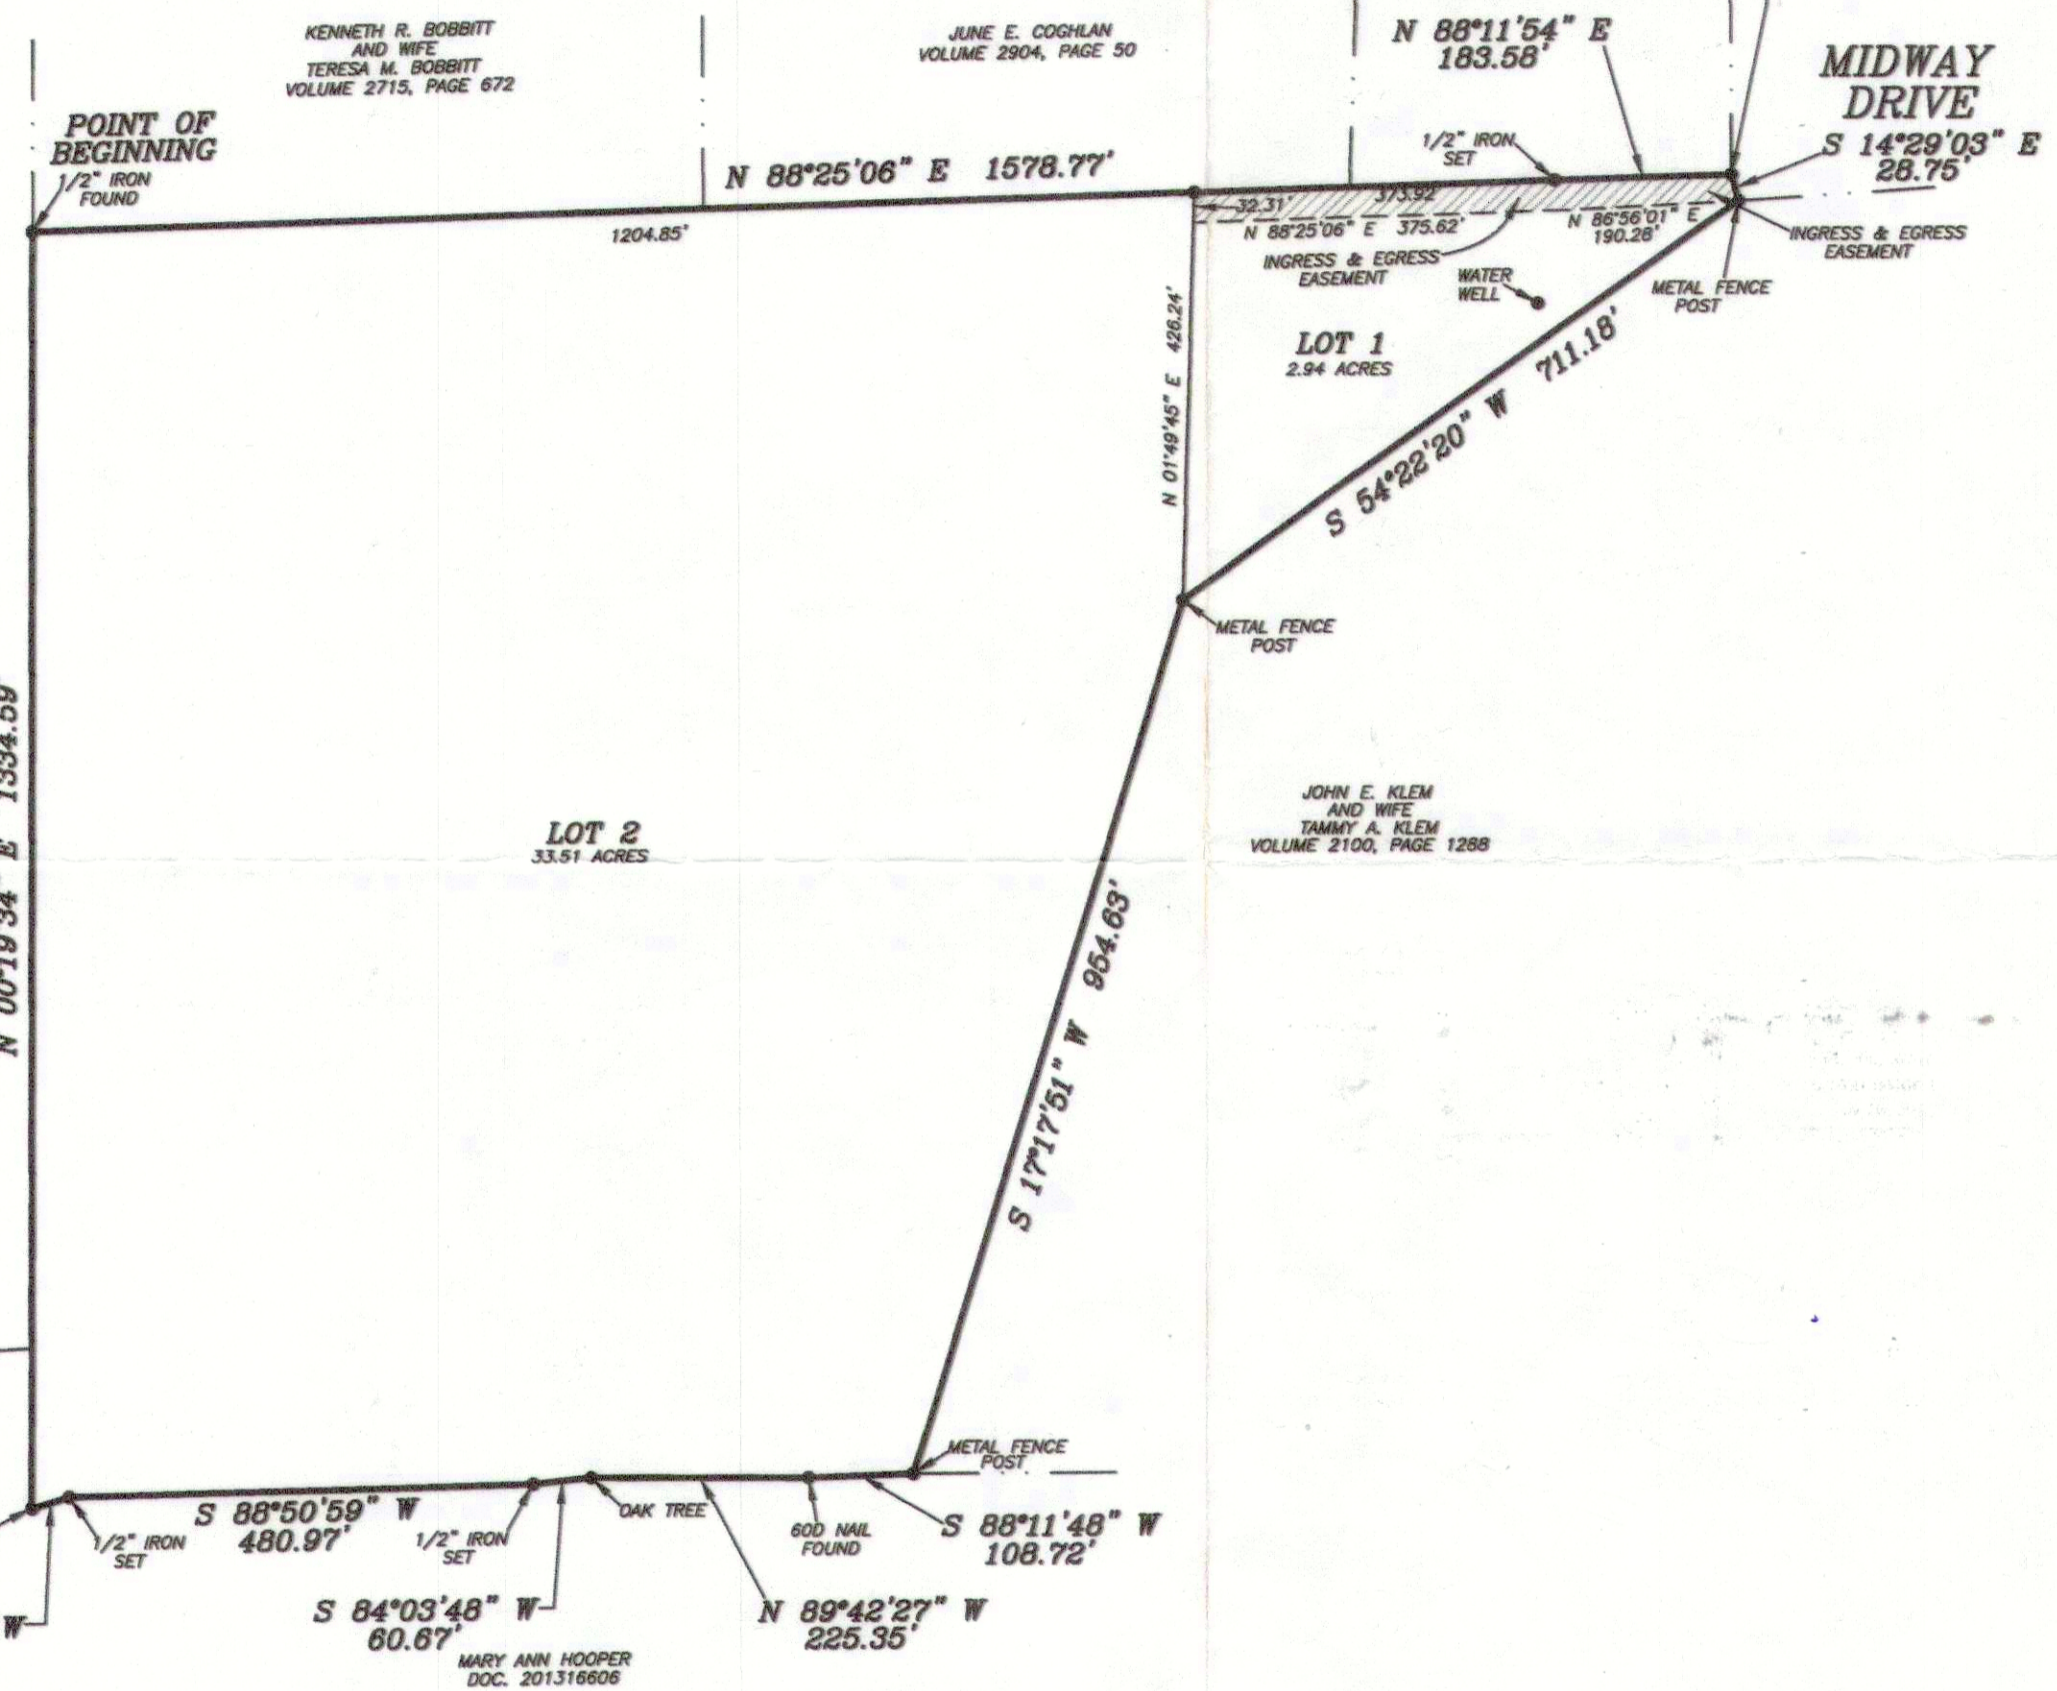 KENNETH R. BOBBITT
AND WIFE
TERESA M. BOBBITT
VOLUME 2715, PAGE 672
JUNE E. COGHLAN
VOLUME 2904, PAGE 50
N 88°11'54" E
183.58'
MIDWAY
DRIVE
S 14°29'03" E
28.75'
POINT OF
BEGINNING
1/2" IRON
FOUND
N 88°25'06" E 1578.77'
1/2" IRON
SET
1204.85'
32.31'
373.92
N 88°25'06" E 375.62'
N 86°56'01" E
190.28'
INGRESS & EGRESS
EASEMENT
INGRESS & EGRESS
EASEMENT
WATER
WELL
METAL FENCE
POST
N 01°49'45" E 426.24'
LOT 1
2.94 ACRES
S 54°22'20" W 711.18'
METAL FENCE
POST
N 00°19'34" E 1334.59'
LOT 2
33.51 ACRES
JOHN E. KLEM
AND WIFE
TAMMY A. KLEM
VOLUME 2100, PAGE 1288
S 17°17'51" W 954.63'
METAL FENCE
POST
S 88°50'59" W
480.97'
1/2" IRON
SET
1/2" IRON
SET
OAK TREE
60D NAIL
FOUND
S 88°11'48" W
108.72'
W
S 84°03'48" W
60.67'
N 89°42'27" W
225.35'
MARY ANN HOOPER
DOC. 201316606